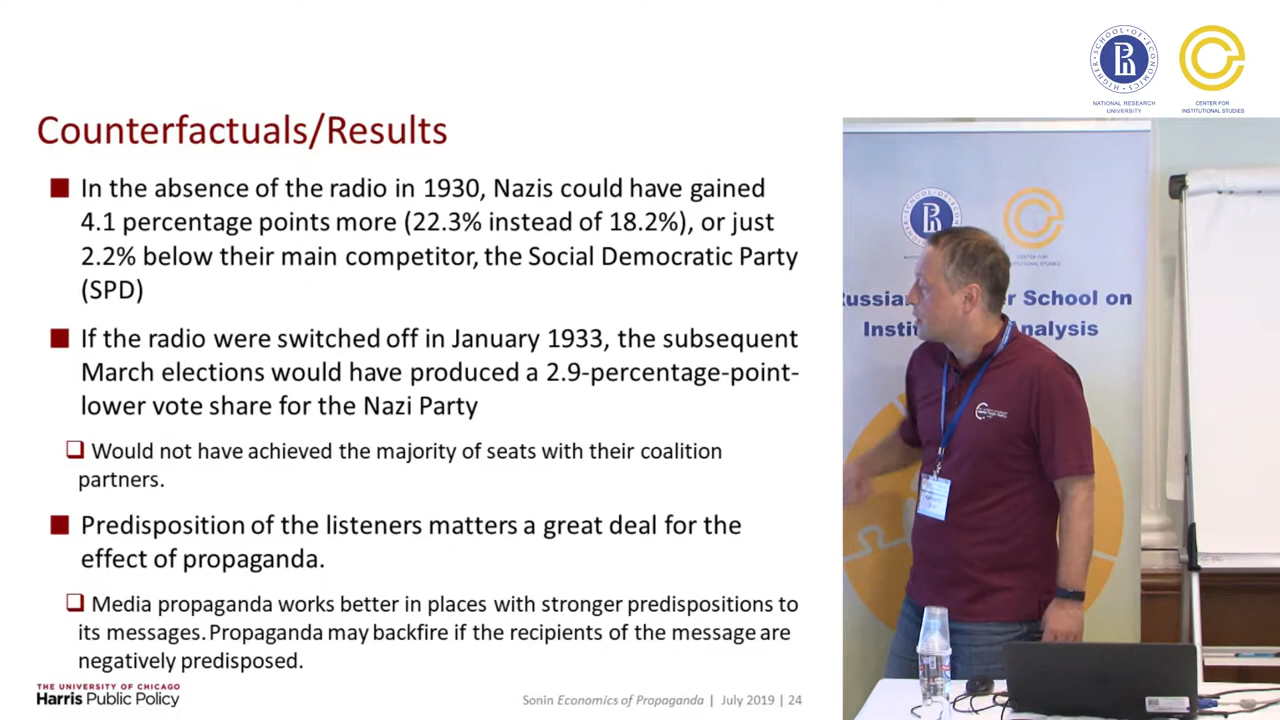 NATIONAL RESEARCH
UNIVERSITY
CENTER FOR
INSTITUTIONAL STUDIES
Counterfactuals/Results
In the absence of the radio in 1930, Nazis could have gained
4.1 percentage points more (22.3% instead of 18.2%), or just
2.2% below their main competitor, the Social Democratic Party
(SPD)
If the radio were switched off in January 1933, the subsequent
March elections would have produced a 2.9-percentage-point-
lower vote share for the Nazi Party
Would not have achieved the majority of seats with their coalition
partners.
Predisposition of the listeners matters a great deal for the
effect of propaganda.
Media propaganda works better in places with stronger predispositions to
its messages. Propaganda may backfire if the recipients of the message are
negatively predisposed.
THE UNIVERSITY OF CHICAGO
Harris Public Policy
Sonin Economics of Propaganda | July 2019 | 24
HIGHER SCHOOL OF ECONOMICS
CENTER FOR
School on
Analysis